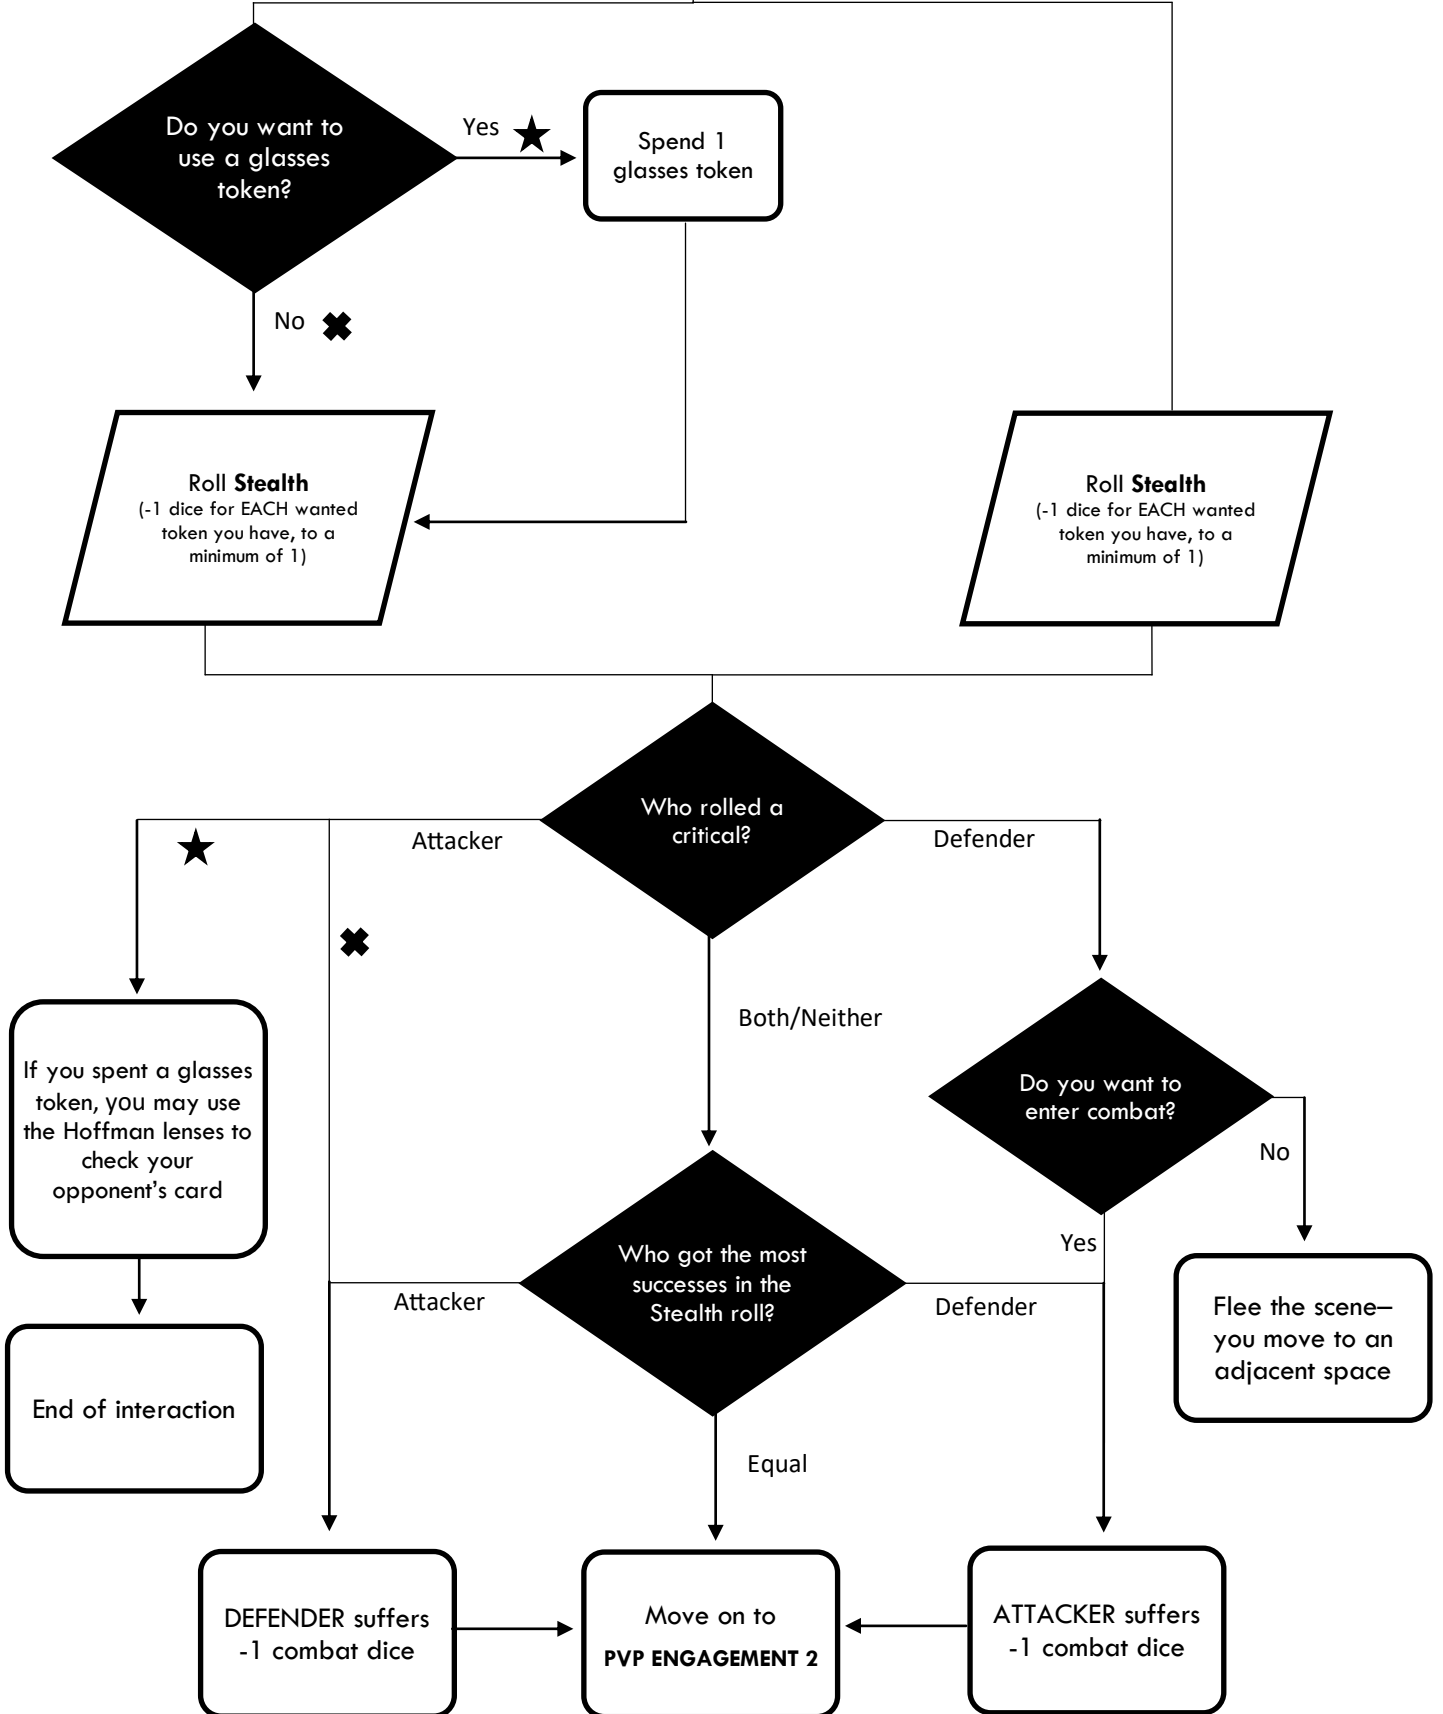 Do you want to
use a glasses
token?
Yes
Spend 1
glasses token
No
Roll Stealth
(-1 dice for EACH wanted
token you have, to a
minimum of 1)
Roll Stealth
(-1 dice for EACH wanted
token you have, to a
minimum of 1)
Who rolled a
critical?
Attacker
Defender
Both/Neither
If you spent a glasses
token, you may use
the Hoffman lenses to
check your
opponent’s card
Do you want to
enter combat?
No
Yes
Who got the most
successes in the
Stealth roll?
Attacker
Defender
Flee the scene–
you move to an
adjacent space
End of interaction
Equal
DEFENDER suffers
-1 combat dice
Move on to
PVP ENGAGEMENT 2
ATTACKER suffers
-1 combat dice